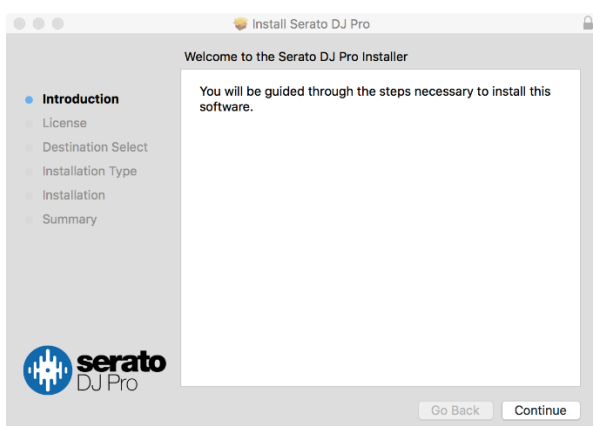 Install Serato DJ Pro
Welcome to the Serato DJ Pro Installer
Introduction
License
Destination Select
Installation Type
Installation
Summary
You will be guided through the steps necessary to install this
software.
serato
DJ Pro
Go Back
Continue